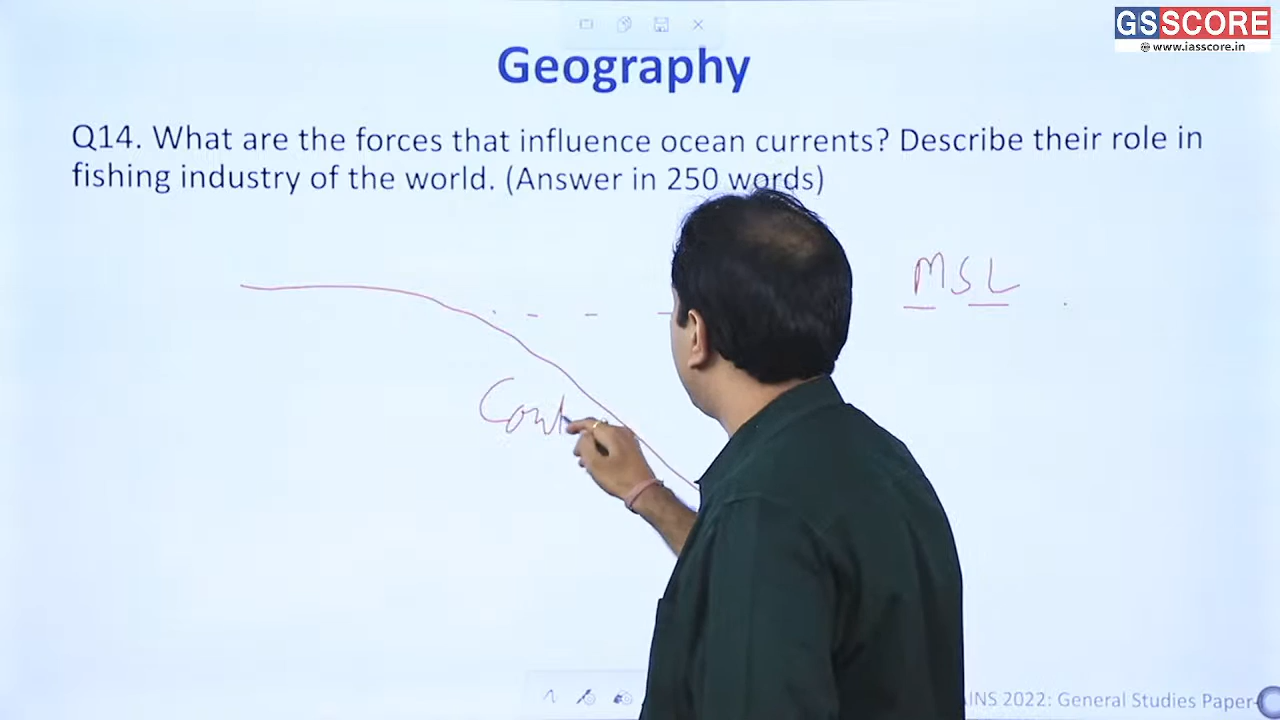 GSSCORE
www.iasscore.in
Geography
Q14. What are the forces that influence ocean currents? Describe their role in
fishing industry of the world. (Answer in 250 words)
MSL
Cont
AINS 2022: General Studies Paper-